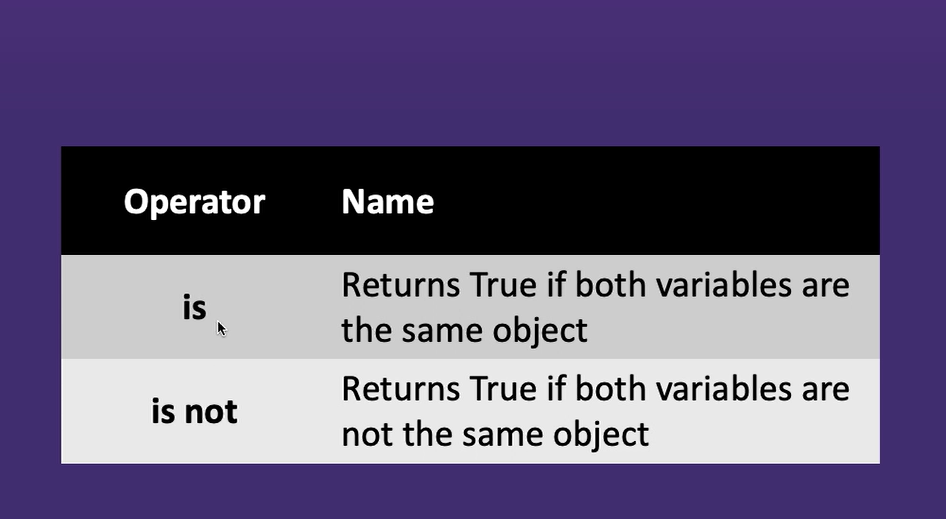 Operator Name
is Returns True if both variables are
the same object
is not Returns True if both variables are
not the same object